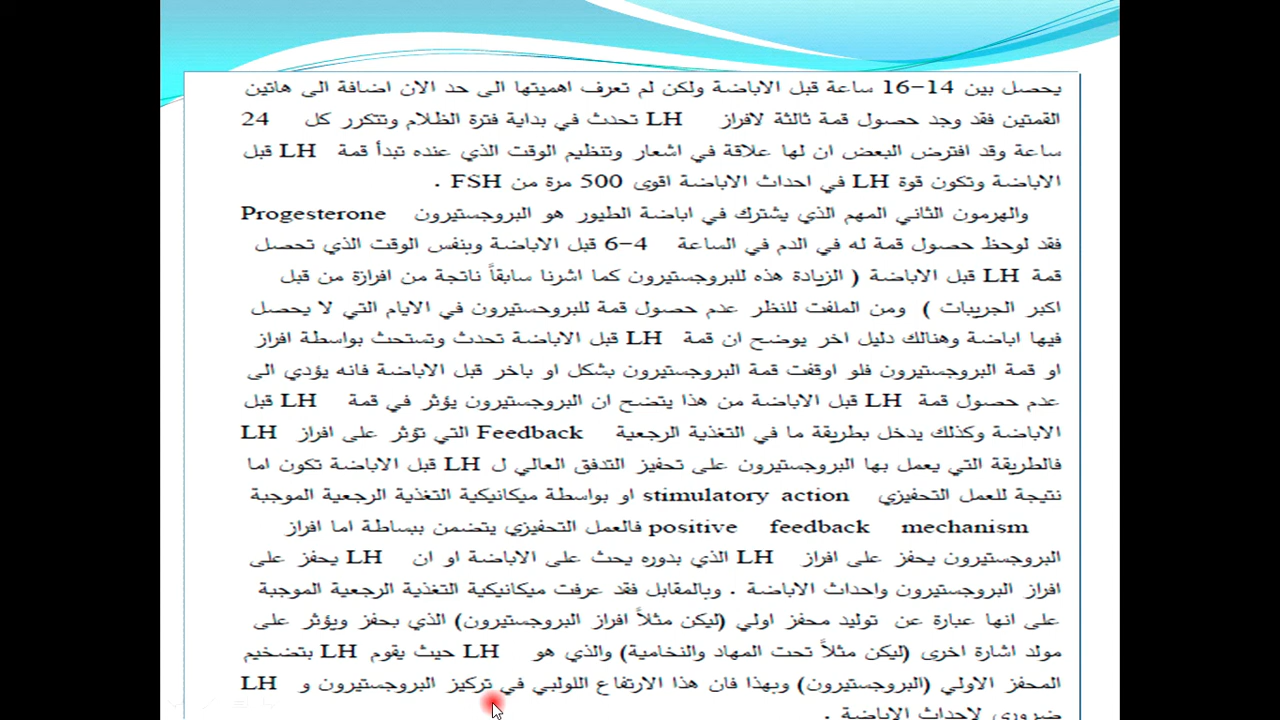 يحصل بين 14-16 ساعة قبل الاباضة ولكن لم تعرف اهميتها الى حد الان اضافة الى هاتين
القمتين فقد وجد حصول قمة ثالثة لافراز LH تحدث في بداية فترة الظلام وتتكرر كل 24
ساعة وقد افترض البعض ان لها علاقة في اشعار وتنظيم الوقت الذي عنده تبدأ قمة LH قبل
الاباضة وتكون قوة LH في احداث الاباضة اقوى 500 مرة من FSH .
والهرمون الثاني المهم الذي يشترك في اباضة الطيور هو البروجستيرون Progesterone
فقد لوحظ حصول قمة له في الدم في الساعة 4-6 قبل الاباضة وبنفس الوقت الذي تحصل
قمة LH قبل الاباضة ( الزيادة هذه للبروجستيرون كما اشرنا سابقاً ناتجة من افرازة من قبل
اكبر الجريبات ) ومن الملفت للنظر عدم حصول قمة للبروجستيرون في الايام التي لا يحصل
فيها اباضة وهنالك دليل اخر يوضح ان قمة LH قبل الاباضة تحدث وتستحث بواسطة افراز
او قمة البروجستيرون فلو اوقفت قمة البروجستيرون بشكل او باخر قبل الاباضة فانه يؤدي الى
عدم حصول قمة LH قبل الاباضة من هذا يتضح ان البروجستيرون يؤثر في قمة LH قبل
الاباضة وكذلك يدخل بطريقة ما في التغذية الرجعية Feedback التي تؤثر على افراز LH
فالطريقة التي يعمل بها البروجستيرون على تحفيز التدفق العالي ل LH قبل الاباضة تكون اما
نتيجة للعمل التحفيزي stimulatory action او بواسطة ميكانيكية التغذية الرجعية الموجبة
positive feedback mechanism فالعمل التحفيزي يتضمن ببساطة اما افراز
البروجستيرون يحفز على افراز LH الذي بدوره يحث على الاباضة او ان LH يحفز على
افراز البروجستيرون واحداث الاباضة . وبالمقابل فقد عرفت ميكانيكية التغذية الرجعية الموجبة
على انها عبارة عن توليد محفز اولي (ليكن مثلاً افراز البروجستيرون) الذي بحفز ويؤثر على
مولد اشارة اخرى (ليكن مثلاً تحت المهاد والنخامية) والذي هو LH حيث يقوم LH بتضخيم
المحفز الاولي (البروجستيرون) وبهذا فان هذا الارتفاع اللولبي في تركيز البروجستيرون و LH
ضروري لاحداث الاباضة .